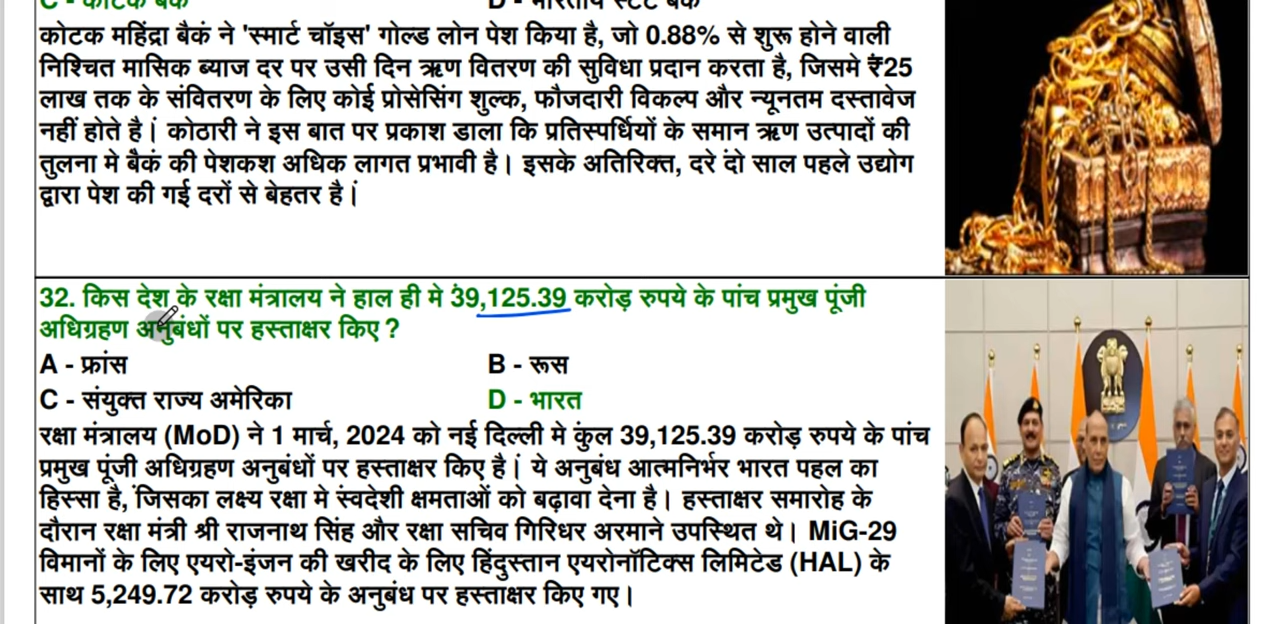 C - कोटक बैंक D - भारतीय स्टेट बैंक
कोटक महिंद्रा बैकं ने 'स्मार्ट चॉइस' गोल्ड लोन पेश किया है, जो 0.88% से शुरू होने वाली
निश्चित मासिक ब्याज दर पर उसी दिन ऋण वितरण की सुविधा प्रदान करता है, जिसमे ₹25
लाख तक के संवितरण के लिए कोई प्रोसेसिंग शुल्क, फौजदारी विकल्प और न्यूनतम दस्तावेज
नहीं होते है। कोठारी ने इस बात पर प्रकाश डाला कि प्रतिस्पर्धियों के समान ऋण उत्पादों की
तुलना मे बैकं की पेशकश अधिक लागत प्रभावी है। इसके अतिरिक्त, दरे दो साल पहले उद्योग
द्वारा पेश की गई दरों से बेहतर है।
32. किस देश के रक्षा मंत्रालय ने हाल ही मे 39,125.39 करोड़ रुपये के पांच प्रमुख पूंजी
अधिग्रहण अनुबंधों पर हस्ताक्षर किए ?
A - फ्रांस B - रूस
C - संयुक्त राज्य अमेरिका D - भारत
रक्षा मंत्रालय (MoD) ने 1 मार्च, 2024 को नई दिल्ली मे कुल 39,125.39 करोड़ रुपये के पांच
प्रमुख पूंजी अधिग्रहण अनुबंधों पर हस्ताक्षर किए है। ये अनुबंध आत्मनिर्भर भारत पहल का
हिस्सा है, जिसका लक्ष्य रक्षा मे स्वदेशी क्षमताओं को बढ़ावा देना है। हस्ताक्षर समारोह के
दौरान रक्षा मंत्री श्री राजनाथ सिंह और रक्षा सचिव गिरिधर अरमाने उपस्थित थे। MiG-29
विमानों के लिए एयरो-इंजन की खरीद के लिए हिंदुस्तान एयरोनॉटिक्स लिमिटेड (HAL) के
साथ 5,249.72 करोड़ रुपये के अनुबंध पर हस्ताक्षर किए गए।